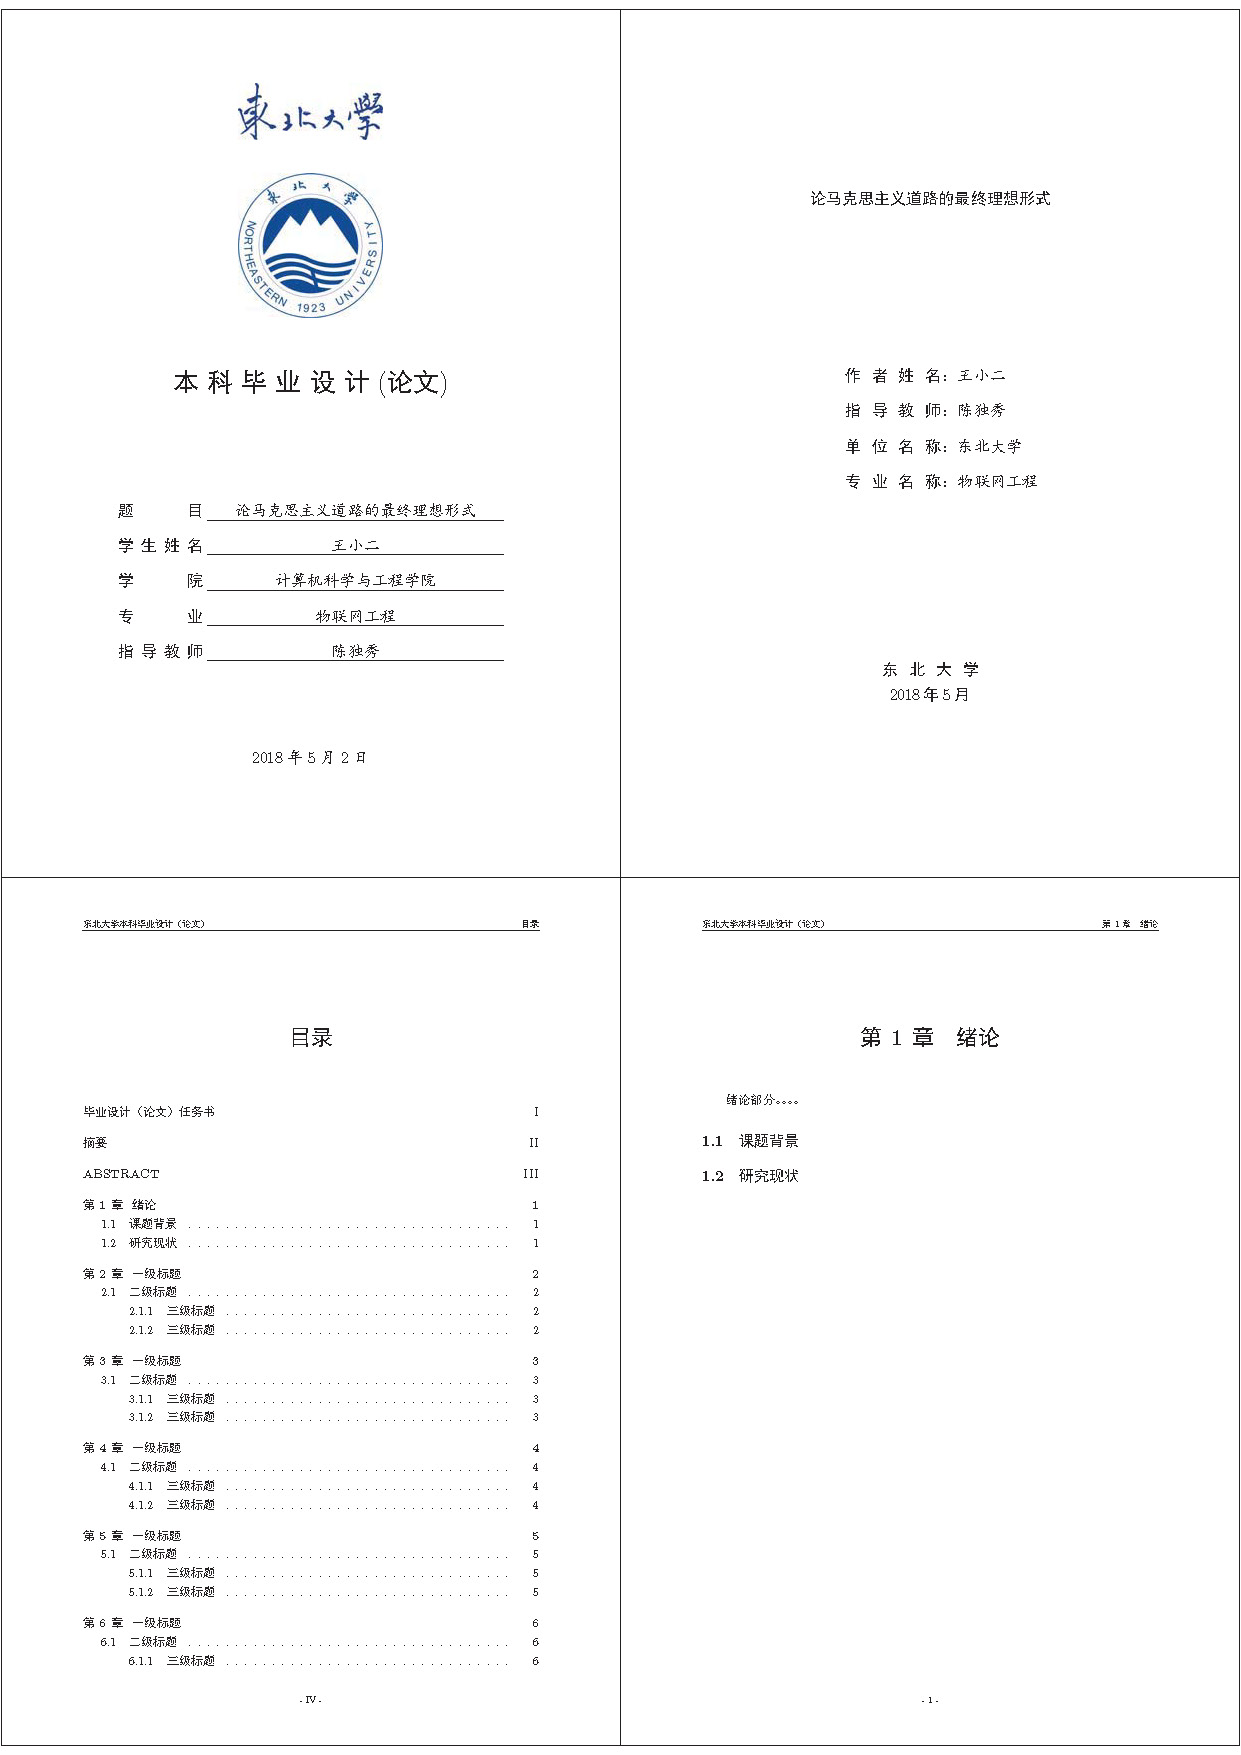 東北大學
東北大學
NORTHEASTERN 1923 UNIVERSITY
本 科 毕 业 设 计 (论文)
题 目 论马克思主义道路的最终理想形式
学 生 姓 名 王小二
学 院 计算机科学与工程学院
专 业 物联网工程
指 导 教 师 陈独秀
2018 年 5 月 2 日
论马克思主义道路的最终理想形式
作 者 姓 名：王小二
指 导 教 师：陈独秀
单 位 名 称：东北大学
专 业 名 称：物联网工程
东 北 大 学
2018 年 5 月
东北大学本科毕业设计（论文） 目录
目录
毕业设计（论文）任务书 I
摘要 II
ABSTRACT III
第 1 章 绪论 1
1.1 课题背景 . . . . . . . . . . . . . . . . . . . . . . . . . . . . . . . . . . . 1
1.2 研究现状 . . . . . . . . . . . . . . . . . . . . . . . . . . . . . . . . . . . 1
第 2 章 一级标题 2
2.1 二级标题 . . . . . . . . . . . . . . . . . . . . . . . . . . . . . . . . . . . 2
2.1.1 三级标题 . . . . . . . . . . . . . . . . . . . . . . . . . . . . . . . 2
2.1.2 三级标题 . . . . . . . . . . . . . . . . . . . . . . . . . . . . . . . 2
第 3 章 一级标题 3
3.1 二级标题 . . . . . . . . . . . . . . . . . . . . . . . . . . . . . . . . . . . 3
3.1.1 三级标题 . . . . . . . . . . . . . . . . . . . . . . . . . . . . . . . 3
3.1.2 三级标题 . . . . . . . . . . . . . . . . . . . . . . . . . . . . . . . 3
第 4 章 一级标题 4
4.1 二级标题 . . . . . . . . . . . . . . . . . . . . . . . . . . . . . . . . . . . 4
4.1.1 三级标题 . . . . . . . . . . . . . . . . . . . . . . . . . . . . . . . 4
4.1.2 三级标题 . . . . . . . . . . . . . . . . . . . . . . . . . . . . . . . 4
第 5 章 一级标题 5
5.1 二级标题 . . . . . . . . . . . . . . . . . . . . . . . . . . . . . . . . . . . 5
5.1.1 三级标题 . . . . . . . . . . . . . . . . . . . . . . . . . . . . . . . 5
5.1.2 三级标题 . . . . . . . . . . . . . . . . . . . . . . . . . . . . . . . 5
第 6 章 一级标题 6
6.1 二级标题 . . . . . . . . . . . . . . . . . . . . . . . . . . . . . . . . . . . 6
6.1.1 三级标题 . . . . . . . . . . . . . . . . . . . . . . . . . . . . . . . 6
- IV -
东北大学本科毕业设计（论文） 第 1 章 绪论
第 1 章 绪论
绪论部分。。。。
1.1 课题背景
1.2 研究现状
- 1 -